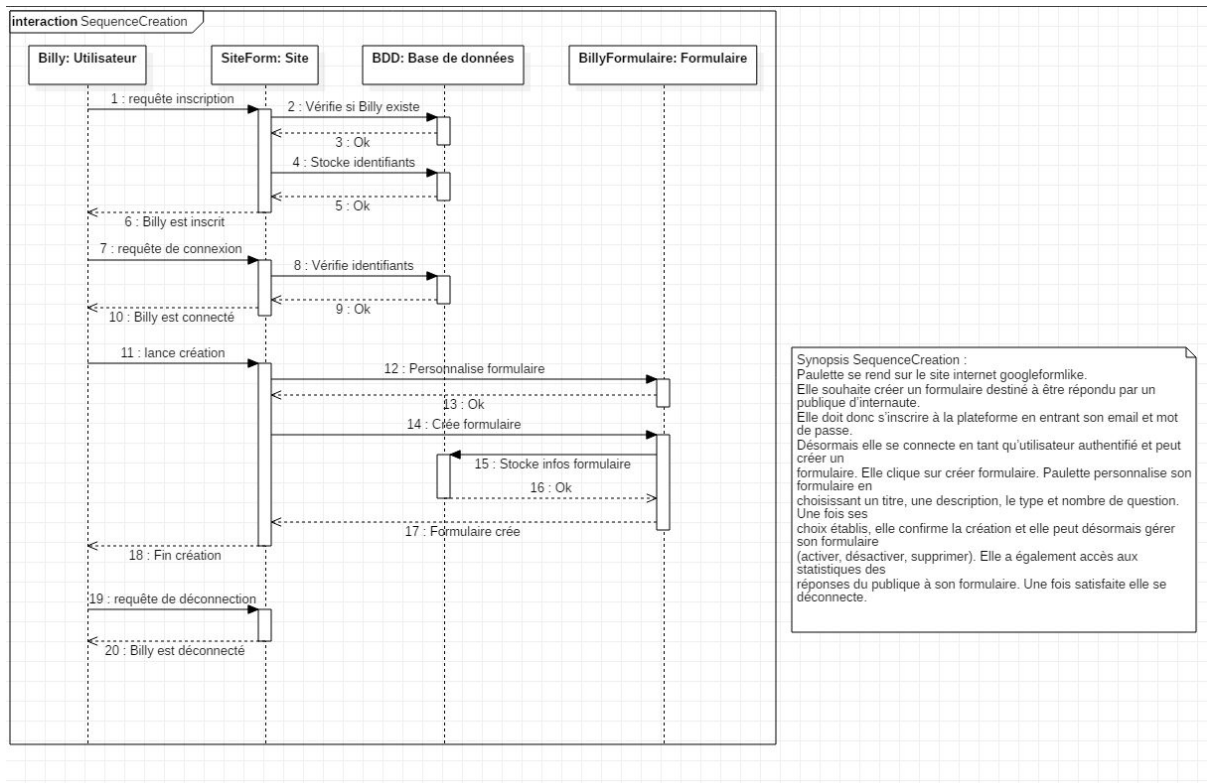 interaction SequenceCreation
Billy: Utilisateur
SiteForm: Site
BDD: Base de données
BillyFormulaire: Formulaire
1 : requête inscription
2 : Vérifie si Billy existe
3 : Ok
4 : Stocke identifiants
5 : Ok
6 : Billy est inscrit
7 : requête de connexion
8 : Vérifie identifiants
9 : Ok
10 : Billy est connecté
11 : lance création
12 : Personnalise formulaire
13 : Ok
14 : Crée formulaire
15 : Stocke infos formulaire
16 : Ok
17 : Formulaire crée
18 : Fin création
19 : requête de déconnection
20 : Billy est déconnecté
Synopsis SequenceCreation :
Paulette se rend sur le site internet googleformlike.
Elle souhaite créer un formulaire destiné à être répondu par un
publique d'internaute.
Elle doit donc s'inscrire à la plateforme en entrant son email et mot
de passe.
Désormais elle se connecte en tant qu'utilisateur authentifié et peut
créer un
formulaire. Elle clique sur créer formulaire. Paulette personnalise son
formulaire en
choisissant un titre, une description, le type et nombre de question.
Une fois ses
choix établis, elle confirme la création et elle peut désormais gérer
son formulaire
(activer, désactiver, supprimer). Elle a également accès aux
statistiques des
réponses du publique à son formulaire. Une fois satisfaite elle se
déconnecte.